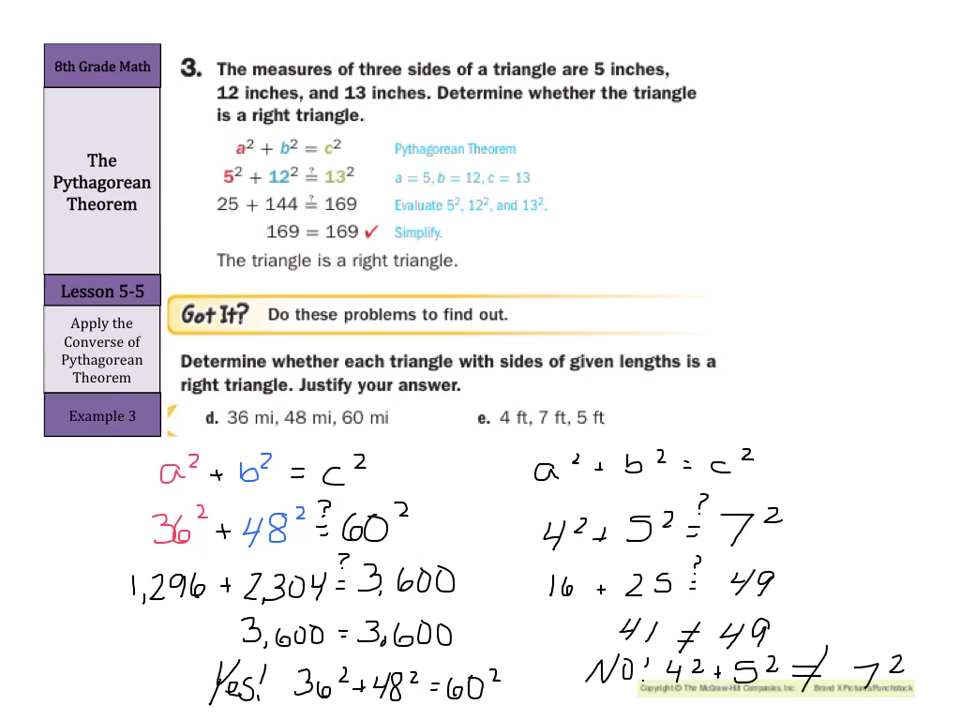 8th Grade Math
The
Pythagorean
Theorem
Lesson 5-5
Apply the
Converse of
Pythagorean
Theorem
Example 3
3. The measures of three sides of a triangle are 5 inches,
12 inches, and 13 inches. Determine whether the triangle
is a right triangle.
a² + b² = c² Pythagorean Theorem
5² + 12² ≟ 13² a = 5, b = 12, c = 13
25 + 144 ≟ 169 Evaluate 5², 12², and 13².
169 = 169 ✓ Simplify.
The triangle is a right triangle.
Got It? Do these problems to find out.
Determine whether each triangle with sides of given lengths is a
right triangle. Justify your answer.
d. 36 mi, 48 mi, 60 mi
a² + b² = c²
36² + 48² ≟ 60²
1,296 + 2,304 ≟ 3,600
3,600 = 3,600
Yes! 36² + 48² = 60²
e. 4 ft, 7 ft, 5 ft
a² + b² = c²
4² + 5² ≟ 7²
16 + 25 ≟ 49
41 ≠ 49
No! 4² + 5² ≠ 7²
Copyright © The McGraw-Hill Companies, Inc. Brand X Pictures/Punchstock